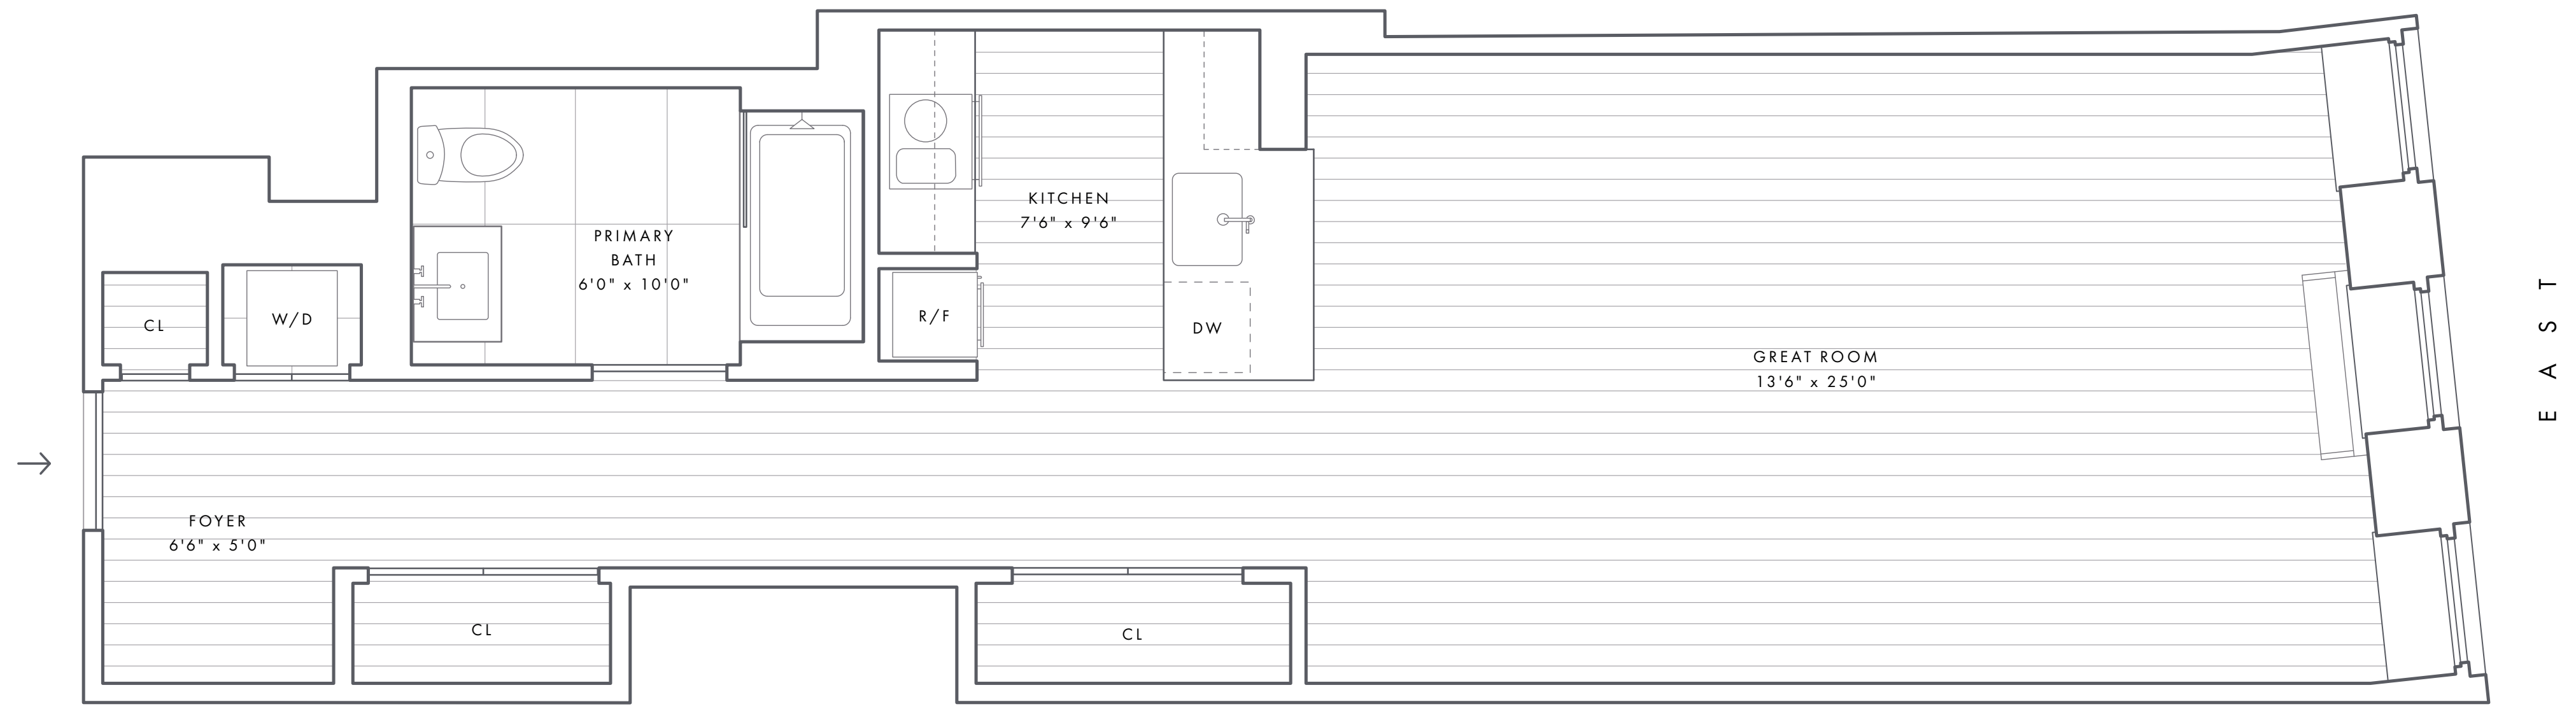 CL
W/D
PRIMARY
BATH
6'0" x 10'0"
KITCHEN
7'6" x 9'6"
R/F
DW
GREAT ROOM
13'6" x 25'0"
EAST
FOYER
6'6" x 5'0"
CL
CL